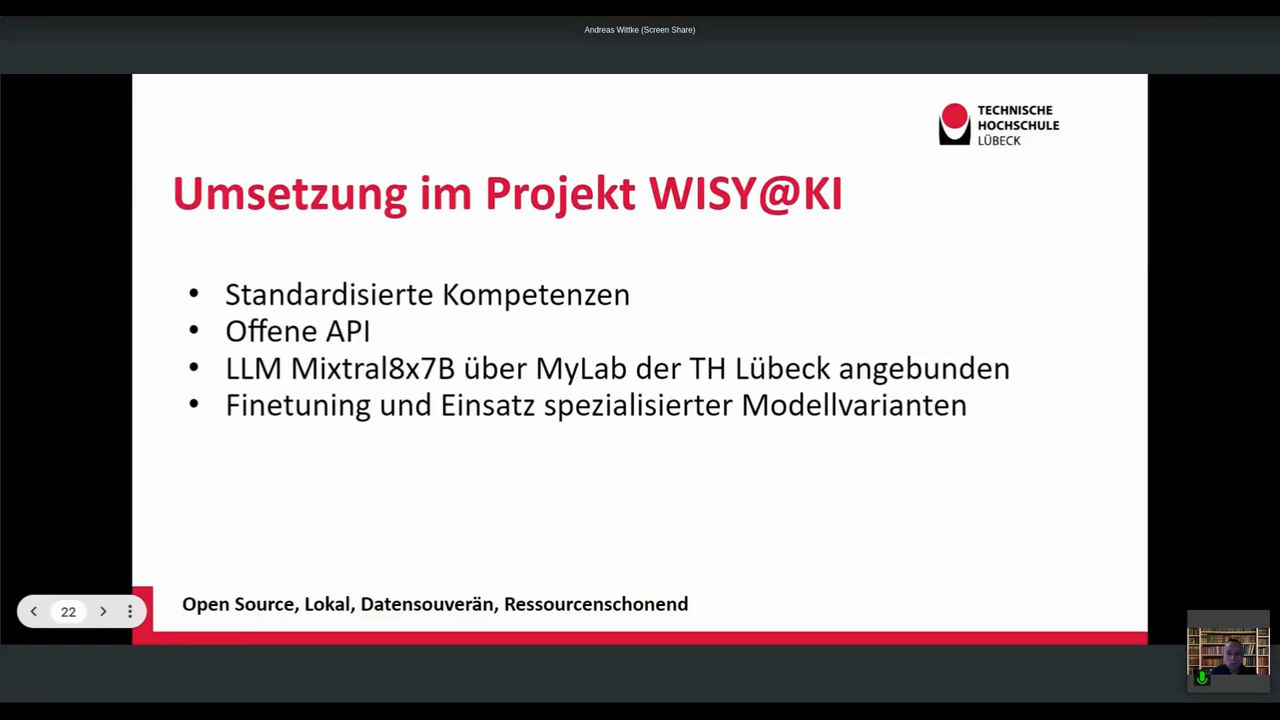 Andreas Wittke (Screen Share)
TECHNISCHE
HOCHSCHULE
LÜBECK
Umsetzung im Projekt WISY@KI
• Standardisierte Kompetenzen
• Offene API
• LLM Mixtral8x7B über MyLab der TH Lübeck angebunden
• Finetuning und Einsatz spezialisierter Modellvarianten
Open Source, Lokal, Datensouverän, Ressourcenschonend
22